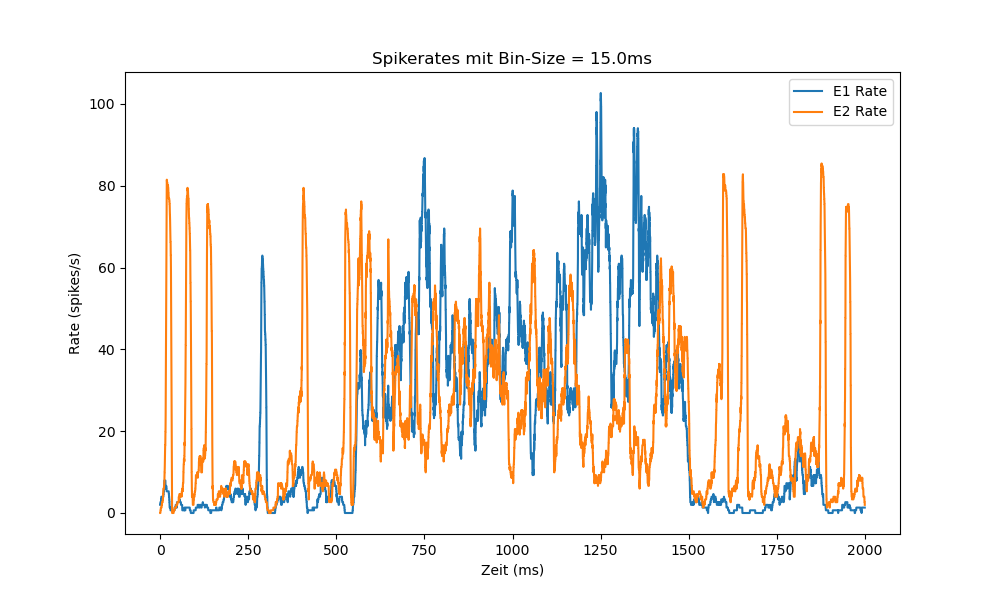 Spikerates mit Bin-Size = 15.0ms
E1 Rate
E2 Rate
Rate (spikes/s)
100
80
60
40
20
0
0 250 500 750 1000 1250 1500 1750 2000
Zeit (ms)